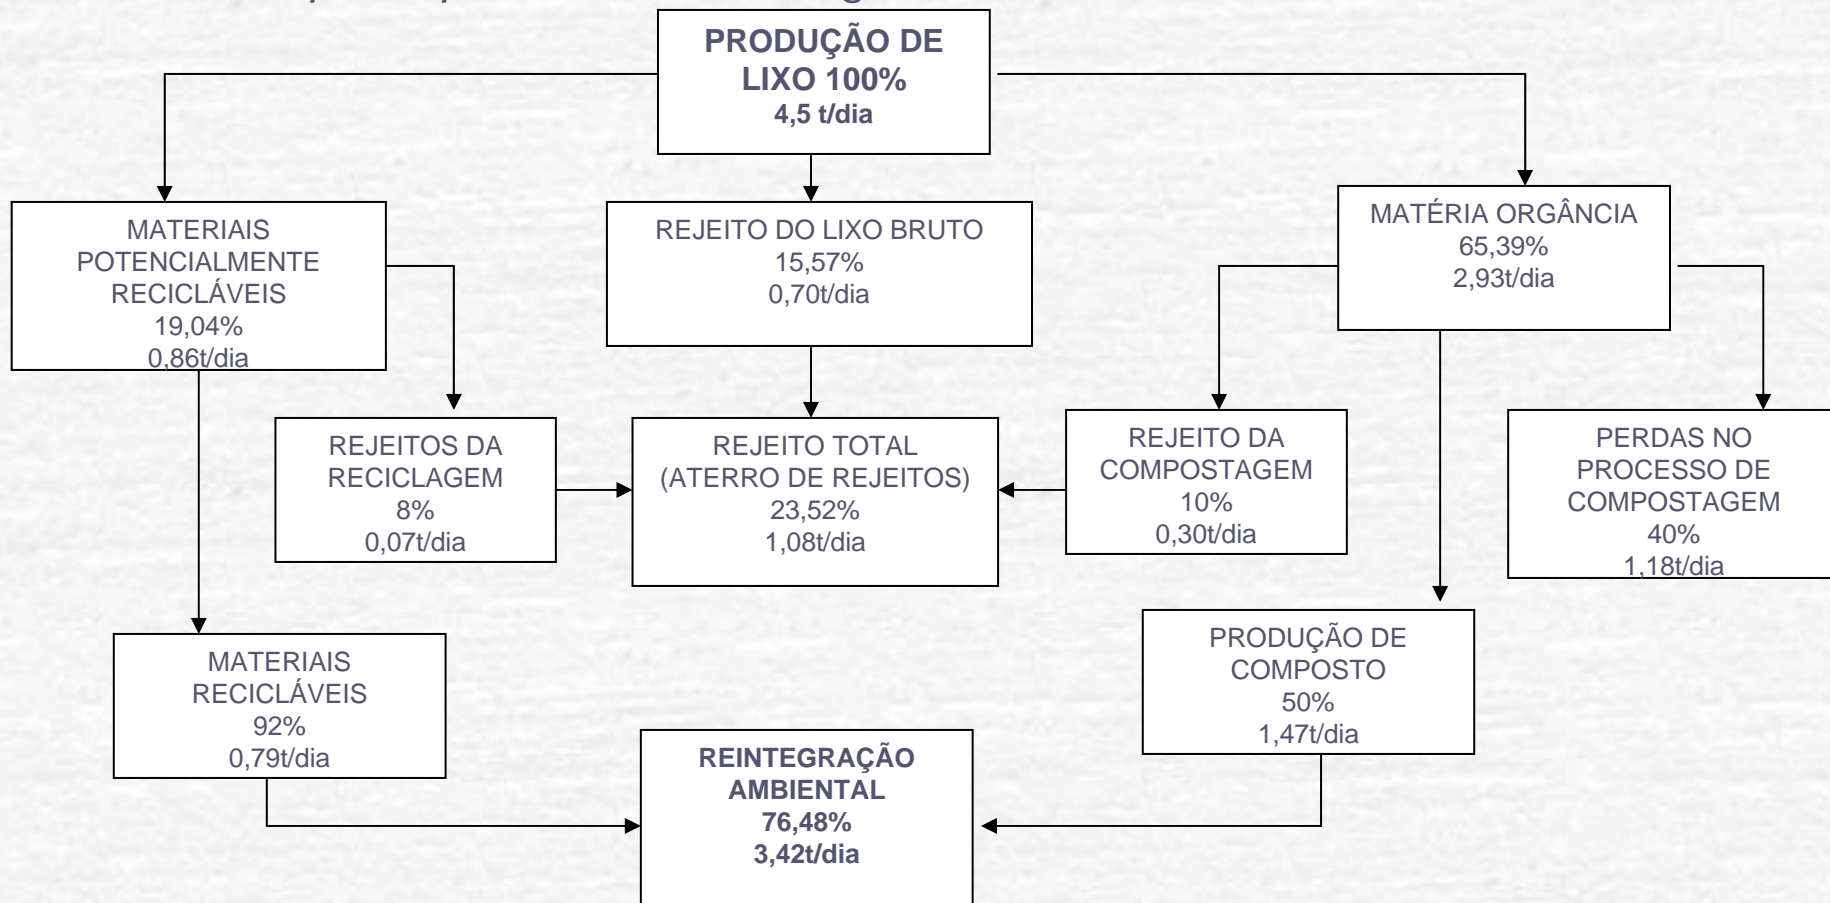 PRODUÇÃO DE
LIXO 100%
4,5 t/dia
MATERIAIS
POTENCIALMENTE
RECICLÁVEIS
19,04%
0,86t/dia
REJEITO DO LIXO BRUTO
15,57%
0,70t/dia
MATÉRIA ORGÂNCIA
65,39%
2,93t/dia
REJEITOS DA
RECICLAGEM
8%
0,07t/dia
REJEITO TOTAL
(ATERRO DE REJEITOS)
23,52%
1,08t/dia
REJEITO DA
COMPOSTAGEM
10%
0,30t/dia
PERDAS NO
PROCESSO DE
COMPOSTAGEM
40%
1,18t/dia
MATERIAIS
RECICLÁVEIS
92%
0,79t/dia
PRODUÇÃO DE
COMPOSTO
50%
1,47t/dia
REINTEGRAÇÃO
AMBIENTAL
76,48%
3,42t/dia